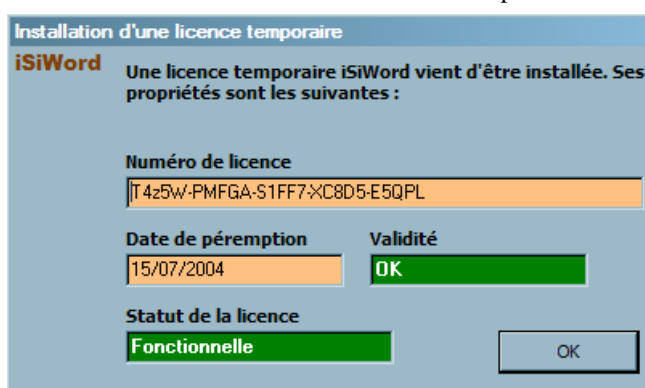 Installation d'une licence temporaire
iSiWord
Une licence temporaire iSiWord vient d'être installée. Ses
propriétés sont les suivantes :
Numéro de licence
T4z5W-PMFGA-S1FF7-XC8D5-E5QPL
Date de péremption
Validité
15/07/2004
OK
Statut de la licence
Fonctionnelle
OK